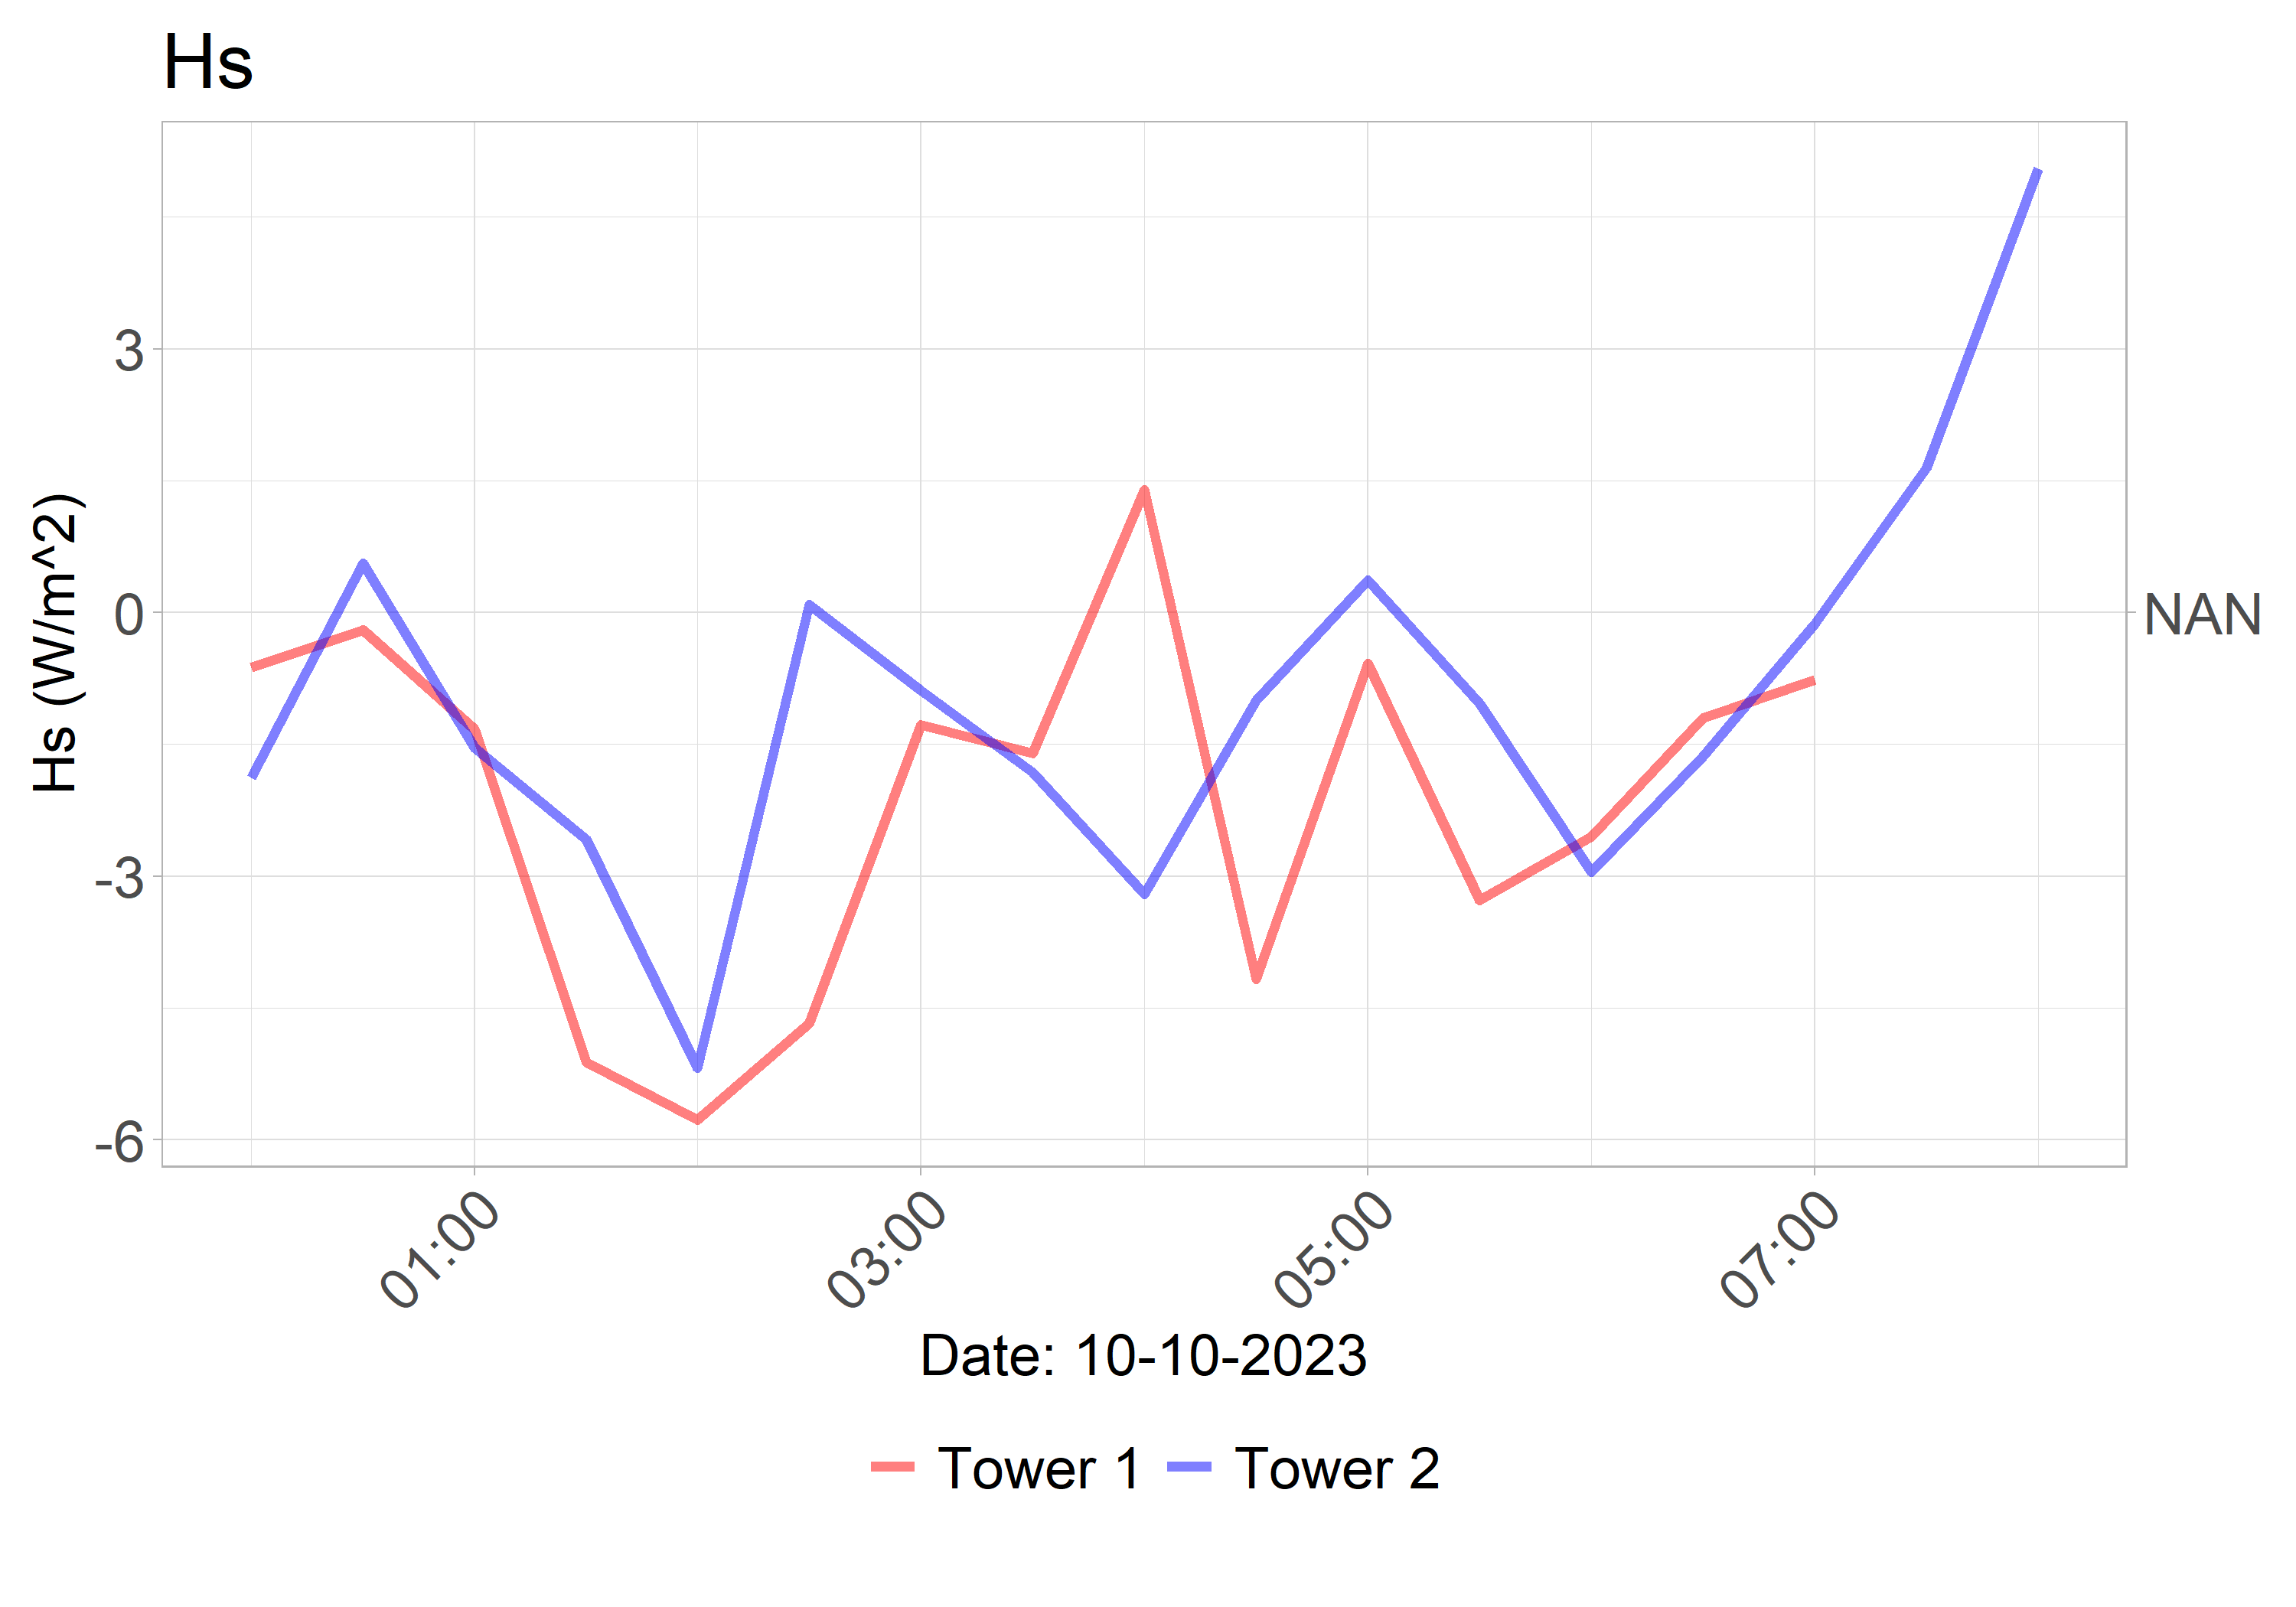 Hs
Hs (W/m^2)
3
0
-3
-6
NAN
01:00
03:00
05:00
07:00
Date: 10-10-2023
Tower 1
Tower 2